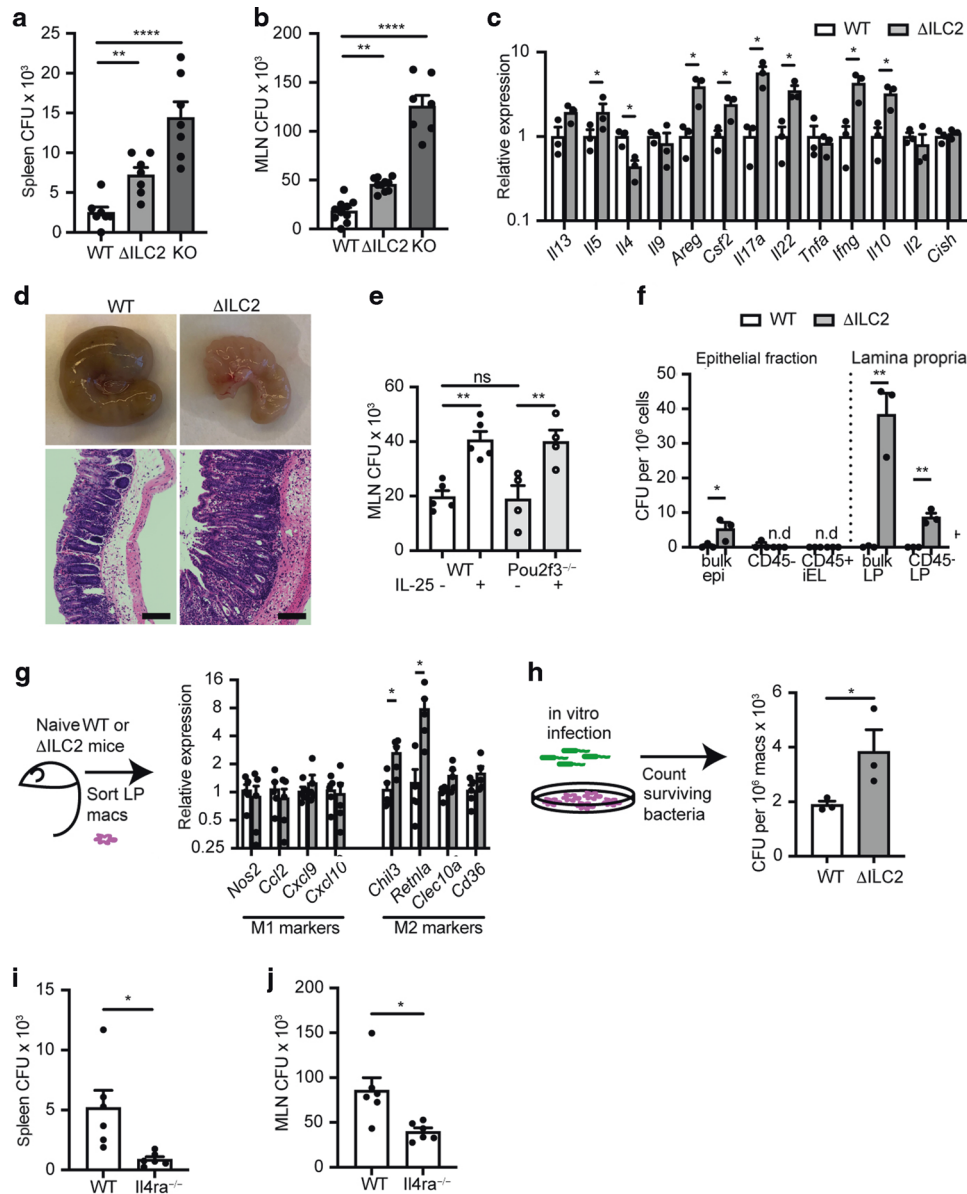 a
Spleen CFU x 10³
25
20
15
10
5
0
**
****
WT ΔILC2 KO
b
MLN CFU x 10³
200
150
100
50
0
**
****
WT ΔILC2 KO
c
WT ΔILC2
Relative expression
10
1
0.1
* * * * * * * *
Il13 Il5 Il4 Il9 Areg Csf2 Il17a Il22 Tnfa Ifng Il10 Il2 Cish
d
WT ΔILC2
e
MLN CFU x 10³
60
40
20
0
ns
** **
IL-25 - + - +
WT Pou2f3⁻/⁻
f
WT ΔILC2
Epithelial fraction Lamina propria
CFU per 10⁶ cells
50
40
30
20
10
0
* n.d n.d ** **
bulk epi
CD45-
CD45+ iEL
bulk LP
CD45- LP
g
Naive WT or
ΔILC2 mice
Sort LP
macs
Relative expression
16
8
4
2
1
0.5
0.25
* *
Nos2 Ccl2 Cxcl9 Cxcl10 Chil3 Retnla Clec10a Cd36
M1 markers M2 markers
h
in vitro
infection
Count
surviving
bacteria
CFU per 10⁶ macs x 10³
6
4
2
0
*
WT ΔILC2
i
Spleen CFU x 10³
15
10
5
0
*
WT Il4ra⁻/⁻
j
MLN CFU x 10³
200
150
100
50
0
*
WT Il4ra⁻/⁻